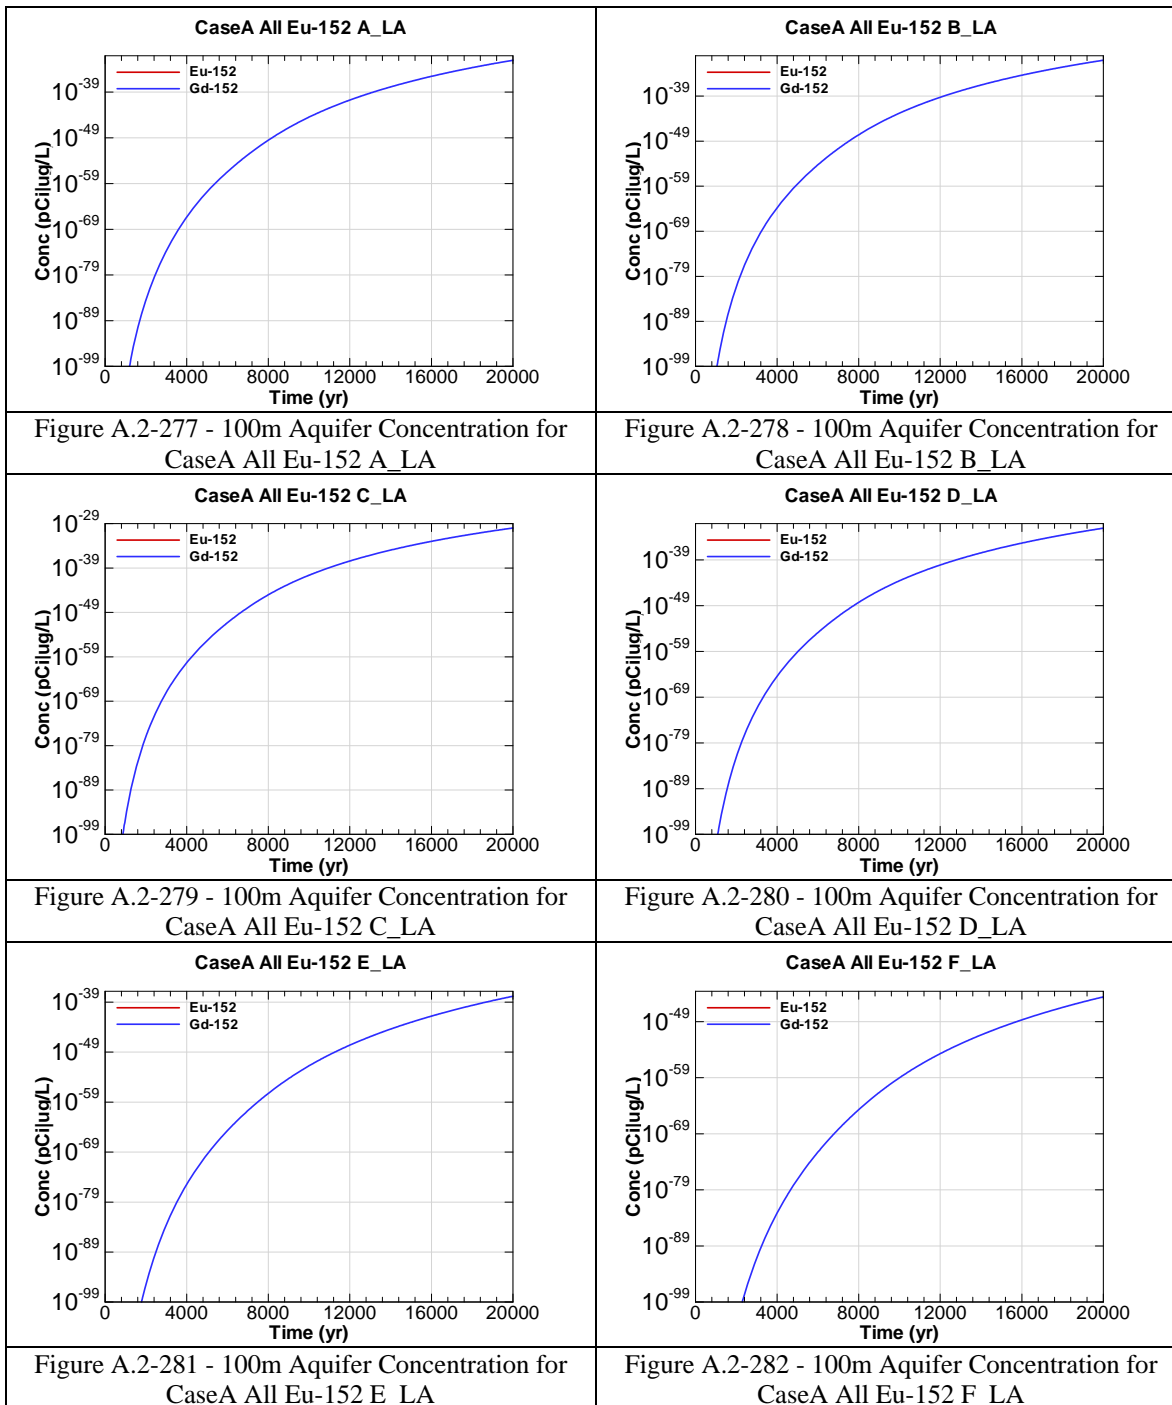 CaseA All Eu-152 A_LA
Eu-152
Gd-152
10-39
10-49
10-59
10-69
10-79
10-89
10-99
Conc (pCi|ug/L)
0 4000 8000 12000 16000 20000
Time (yr)
Figure A.2-277 - 100m Aquifer Concentration for
CaseA All Eu-152 A_LA
CaseA All Eu-152 B_LA
Eu-152
Gd-152
10-39
10-49
10-59
10-69
10-79
10-89
10-99
Conc (pCi|ug/L)
0 4000 8000 12000 16000 20000
Time (yr)
Figure A.2-278 - 100m Aquifer Concentration for
CaseA All Eu-152 B_LA
CaseA All Eu-152 C_LA
Eu-152
Gd-152
10-29
10-39
10-49
10-59
10-69
10-79
10-89
10-99
Conc (pCi|ug/L)
0 4000 8000 12000 16000 20000
Time (yr)
Figure A.2-279 - 100m Aquifer Concentration for
CaseA All Eu-152 C_LA
CaseA All Eu-152 D_LA
Eu-152
Gd-152
10-39
10-49
10-59
10-69
10-79
10-89
10-99
Conc (pCi|ug/L)
0 4000 8000 12000 16000 20000
Time (yr)
Figure A.2-280 - 100m Aquifer Concentration for
CaseA All Eu-152 D_LA
CaseA All Eu-152 E_LA
Eu-152
Gd-152
10-39
10-49
10-59
10-69
10-79
10-89
10-99
Conc (pCi|ug/L)
0 4000 8000 12000 16000 20000
Time (yr)
Figure A.2-281 - 100m Aquifer Concentration for
CaseA All Eu-152 E_LA
CaseA All Eu-152 F_LA
Eu-152
Gd-152
10-49
10-59
10-69
10-79
10-89
10-99
Conc (pCi|ug/L)
0 4000 8000 12000 16000 20000
Time (yr)
Figure A.2-282 - 100m Aquifer Concentration for
CaseA All Eu-152 F_LA